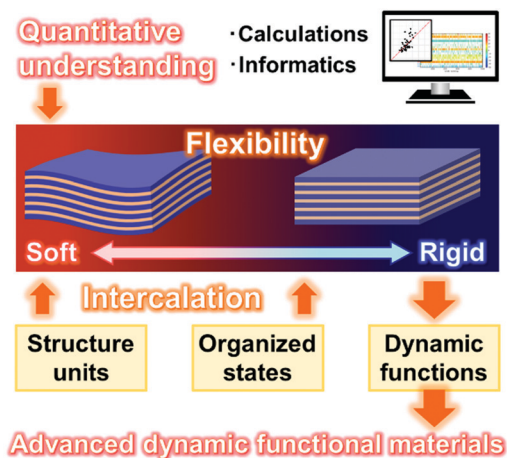 Quantitative
understanding
·Calculations
·Informatics
Flexibility
Soft
Rigid
Intercalation
Structure
units
Organized
states
Dynamic
functions
Advanced dynamic functional materials